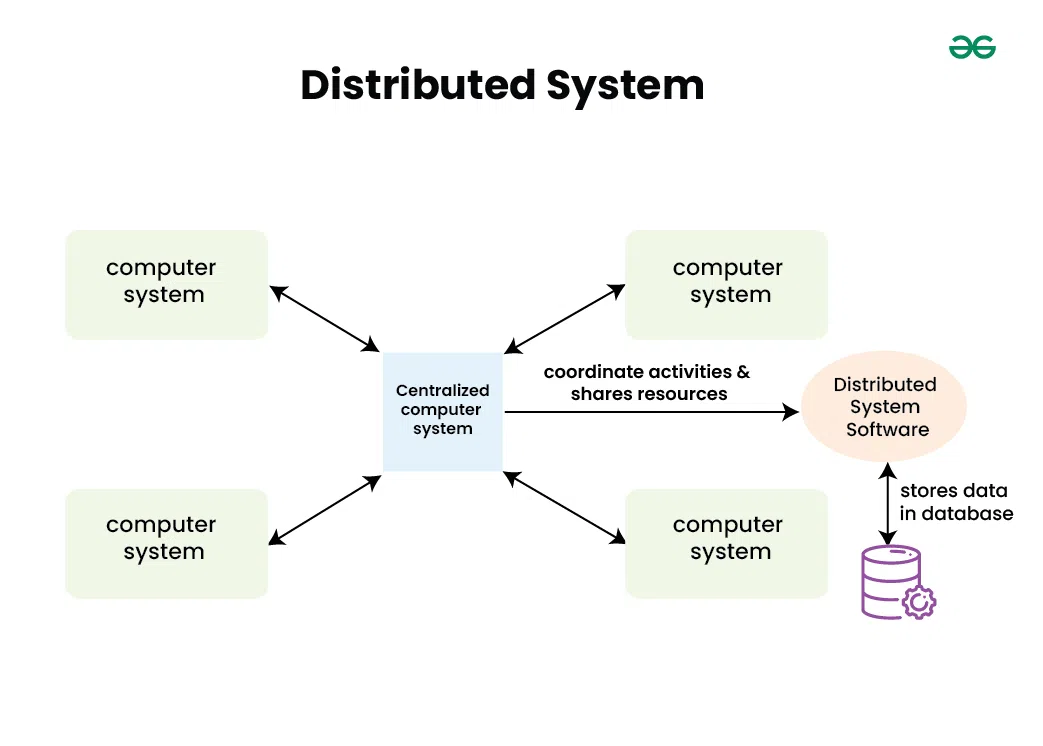 Distributed System
computer
system
computer
system
Centralized
computer
system
coordinate activities &
shares resources
Distributed
System
Software
stores data
in database
computer
system
computer
system